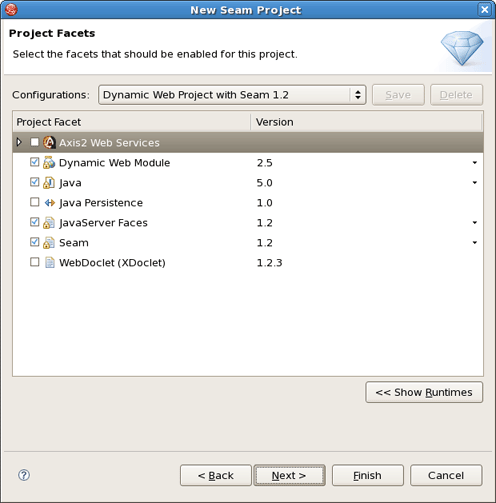 New Seam Project
Project Facets
Select the facets that should be enabled for this project.
Configurations: Dynamic Web Project with Seam 1.2 Save Delete
Project Facet Version
Axis2 Web Services
Dynamic Web Module 2.5
Java 5.0
Java Persistence 1.0
JavaServer Faces 1.2
Seam 1.2
WebDoclet (XDoclet) 1.2.3
<< Show Runtimes
? < Back Next > Finish Cancel